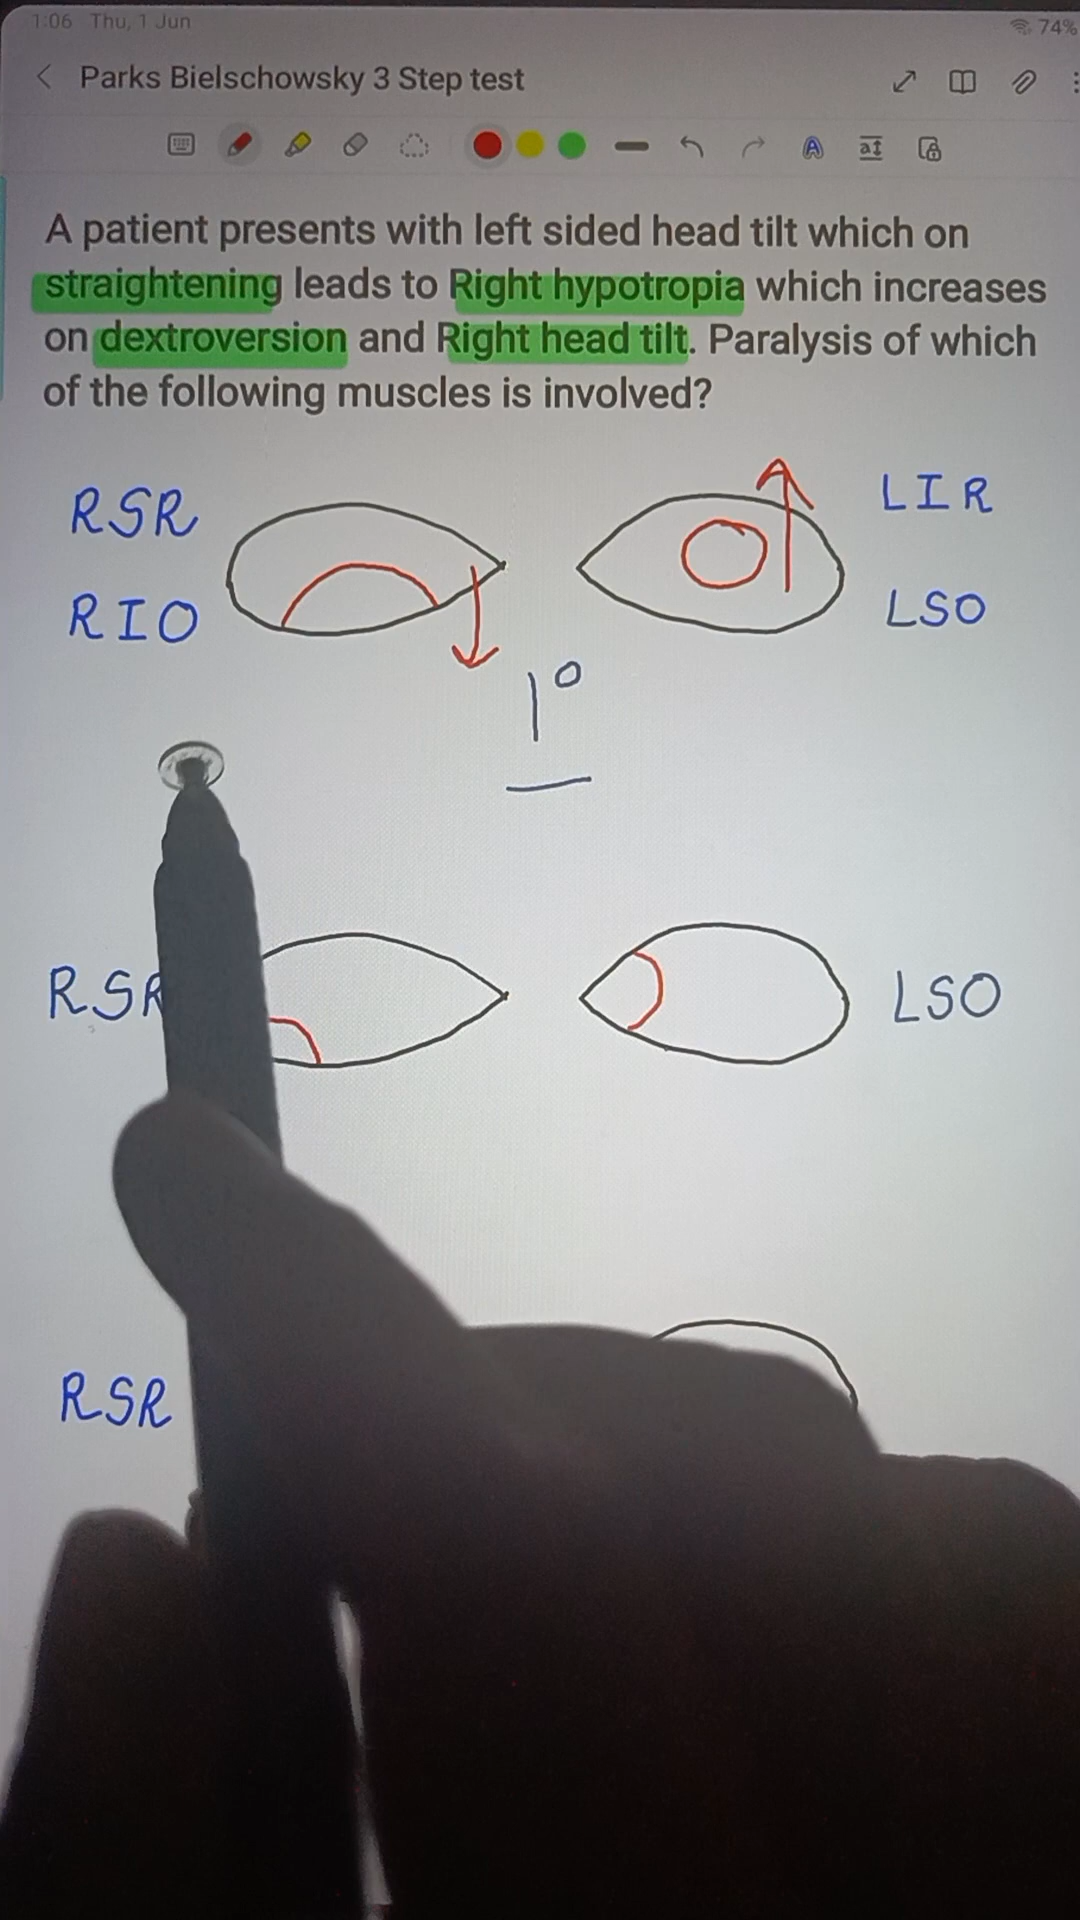 1:06 Thu, 1 Jun 74%
Parks Bielschowsky 3 Step test
A patient presents with left sided head tilt which on
straightening leads to Right hypotropia which increases
on dextroversion and Right head tilt. Paralysis of which
of the following muscles is involved?
RSR LIR
RIO LSO
1°
RSR LSO
RSR